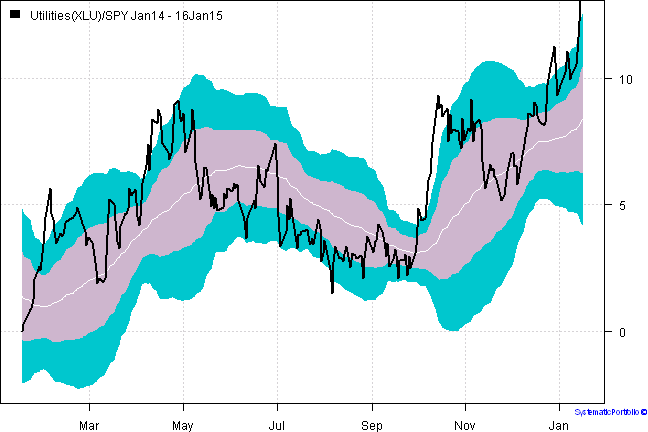 Utilities(XLU)/SPY Jan14 - 16Jan15
10
5
0
Mar May Jul Sep Nov Jan
SystematicPortfolio ©